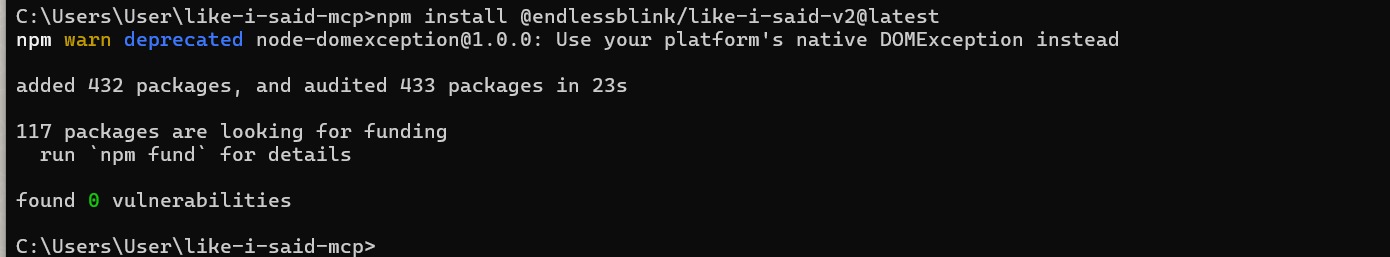 C:\Users\User\like-i-said-mcp>npm install @endlessblink/like-i-said-v2@latest
npm warn deprecated node-domexception@1.0.0: Use your platform's native DOMException instead
added 432 packages, and audited 433 packages in 23s
117 packages are looking for funding
  run `npm fund` for details
found 0 vulnerabilities
C:\Users\User\like-i-said-mcp>